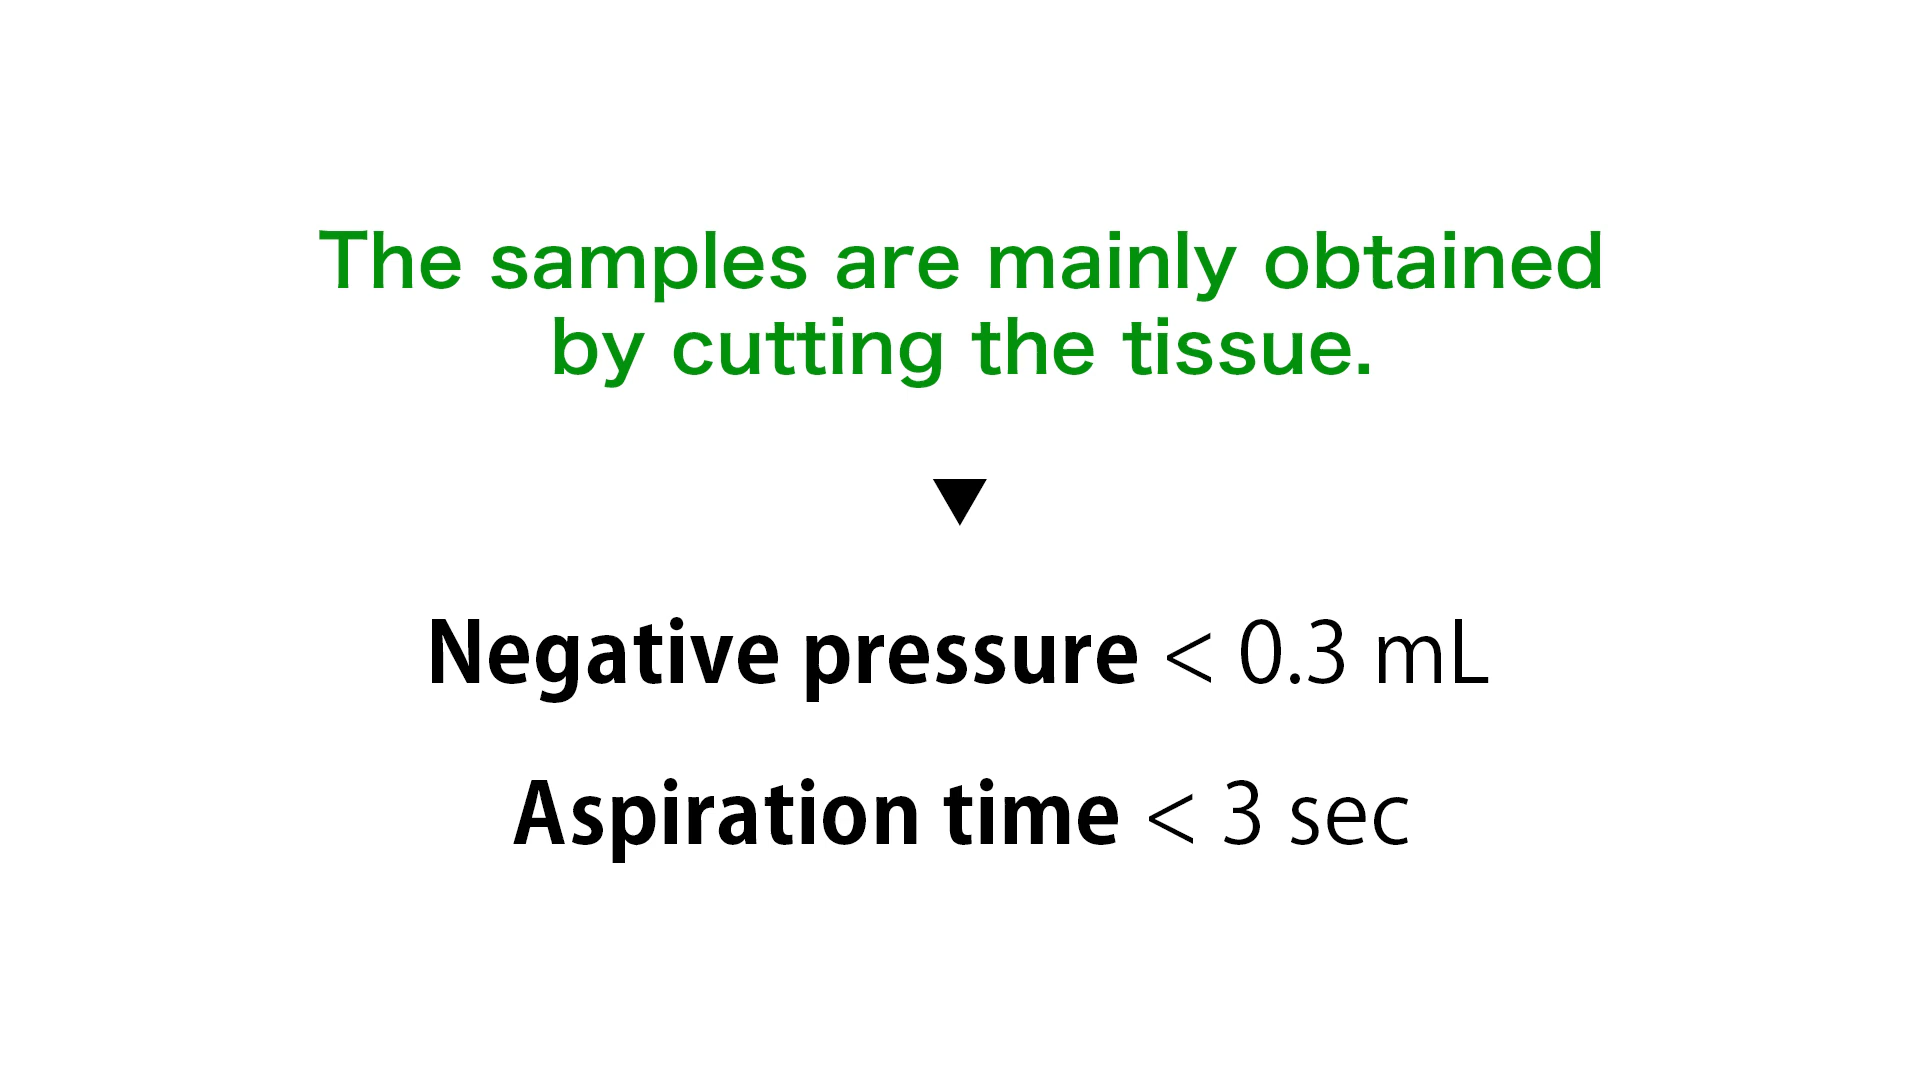 The samples are mainly obtained
by cutting the tissue.
▼
Negative pressure < 0.3 mL
Aspiration time < 3 sec